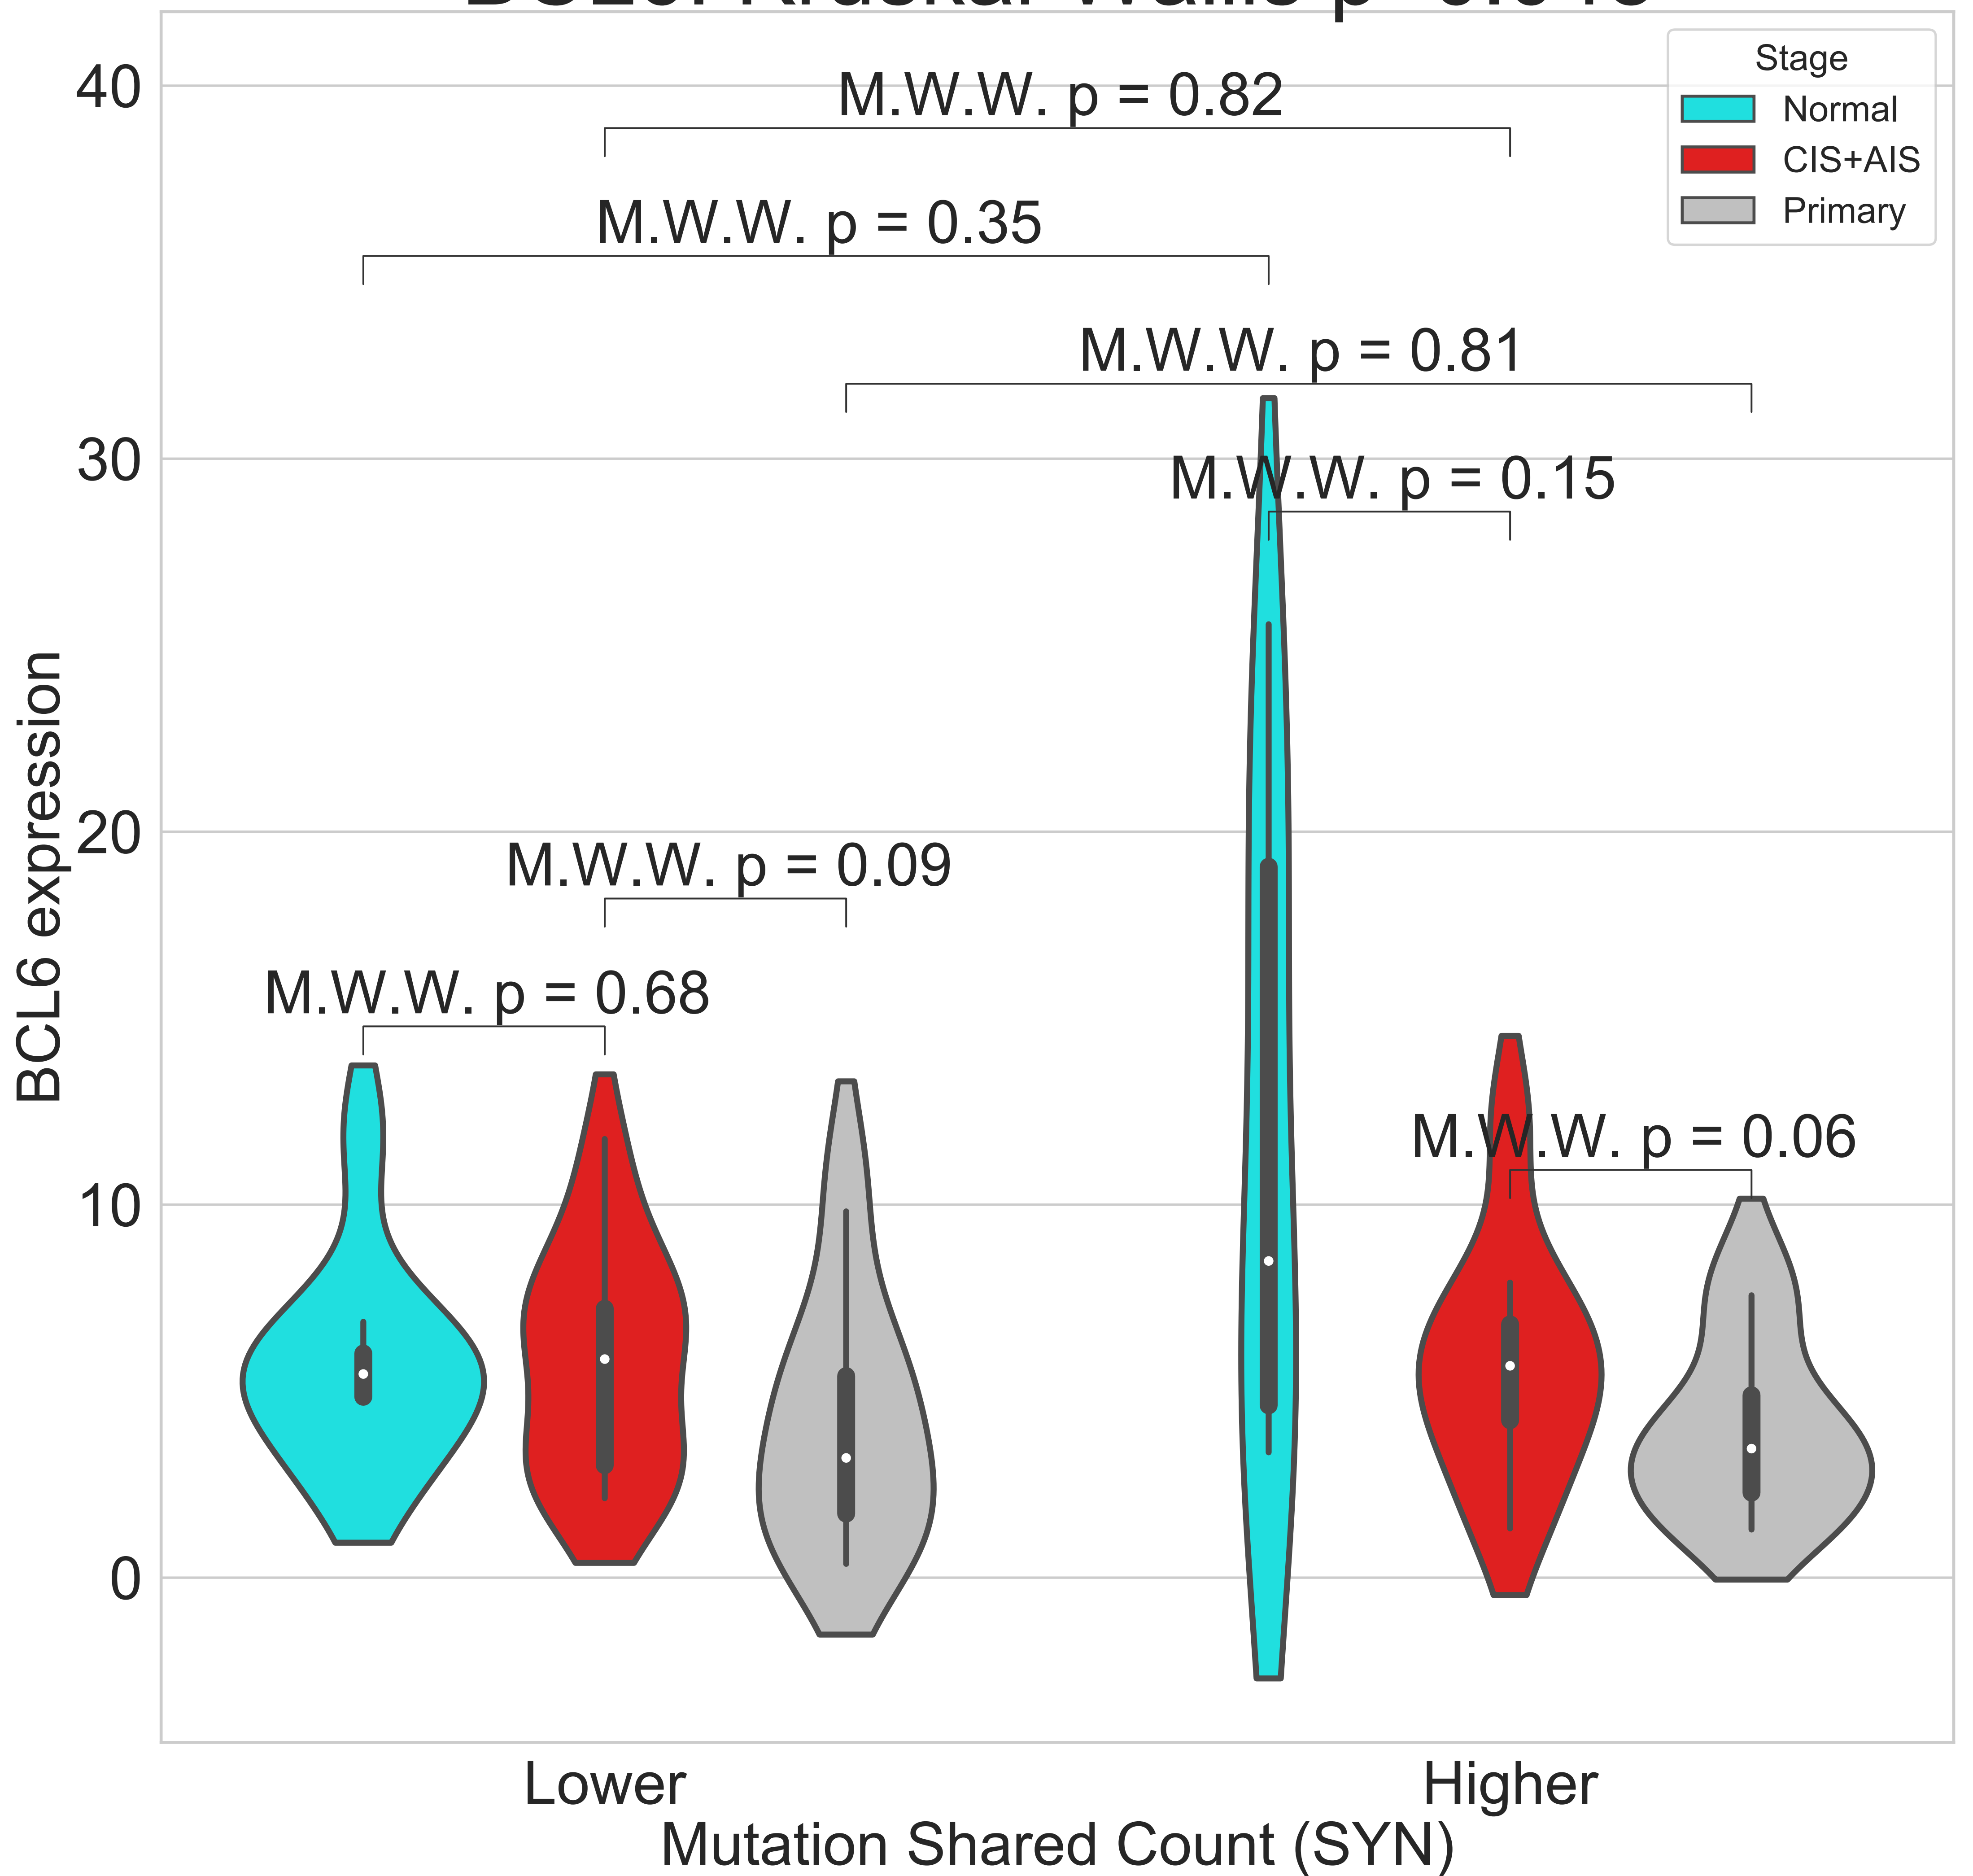 40
30
20
10
0
BCL6 expression
M.W.W. p = 0.82
M.W.W. p = 0.35
M.W.W. p = 0.81
M.W.W. p = 0.15
M.W.W. p = 0.09
M.W.W. p = 0.68
M.W.W. p = 0.06
Stage
Normal
CIS+AIS
Primary
Lower
Higher
Mutation Shared Count (SYN)